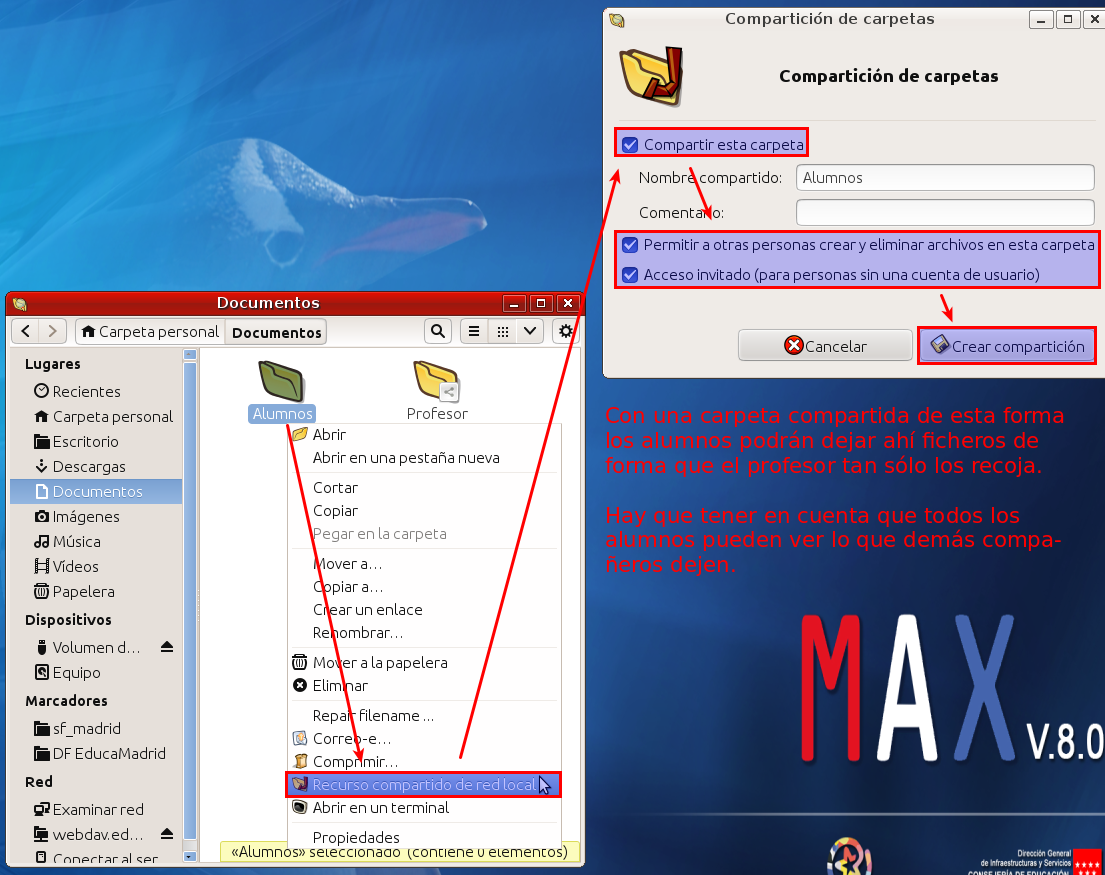 Compartición de carpetas
Compartición de carpetas
Compartir esta carpeta
Nombre compartido: Alumnos
Comentario:
Permitir a otras personas crear y eliminar archivos en esta carpeta
Acceso invitado (para personas sin una cuenta de usuario)
Cancelar
Crear compartición
Documentos
Carpeta personal
Documentos
Lugares
Recientes
Carpeta personal
Escritorio
Descargas
Documentos
Imágenes
Música
Vídeos
Papelera
Dispositivos
Volumen d...
Equipo
Marcadores
sf_madrid
DF EducaMadrid
Red
Examinar red
webdav.ed...
Conectar al ser
Alumnos
Profesor
Abrir
Abrir en una pestaña nueva
Cortar
Copiar
Pegar en la carpeta
Mover a...
Copiar a...
Crear un enlace
Renombrar...
Mover a la papelera
Eliminar
Repair filename ...
Correo-e...
Comprimir...
Recurso compartido de red local
Abrir en un terminal
Propiedades
«Alumnos» seleccionado (contiene 0 elementos)
Con una carpeta compartida de esta forma
los alumnos podrán dejar ahí ficheros de
forma que el profesor tan sólo los recoja.
Hay que tener en cuenta que todos los
alumnos pueden ver lo que demás compa-
ñeros dejen.
MAX
V.8.0
Dirección General
de Infraestructuras y Servicios
CONSEJERÍA DE EDUCACIÓN